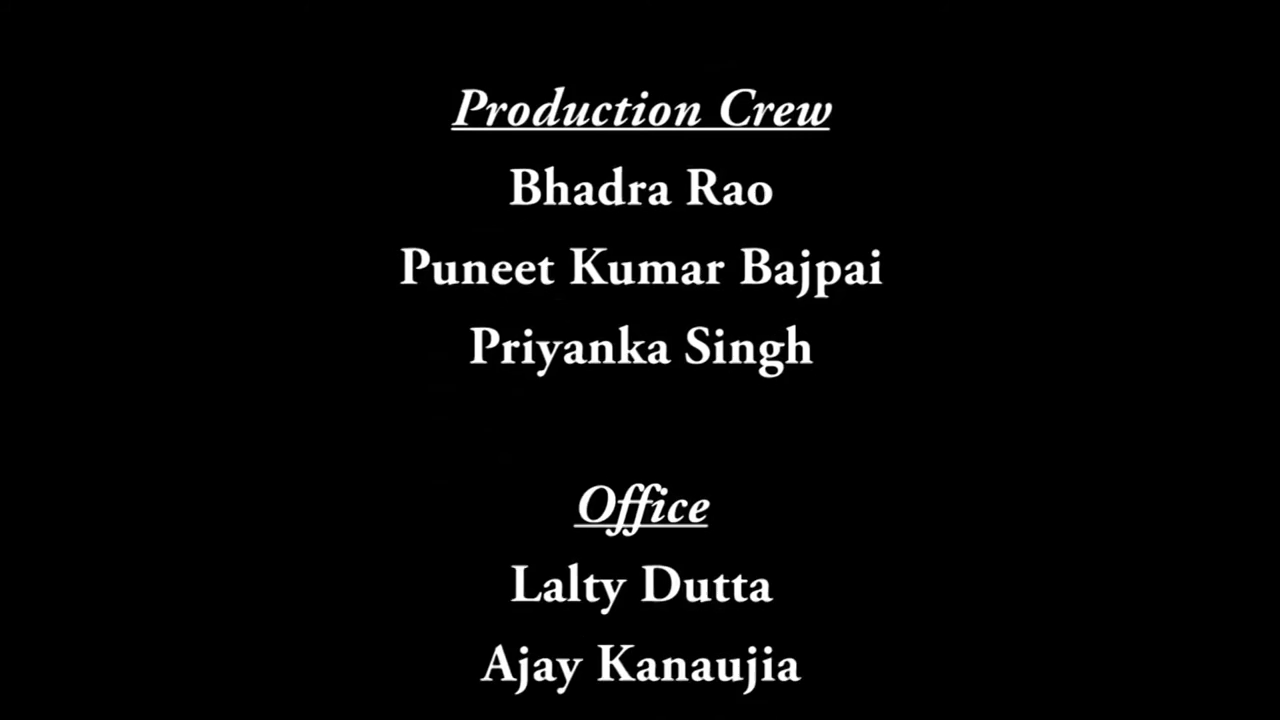 Production Crew
Bhadra Rao
Puneet Kumar Bajpai
Priyanka Singh
Office
Lalty Dutta
Ajay Kanaujia